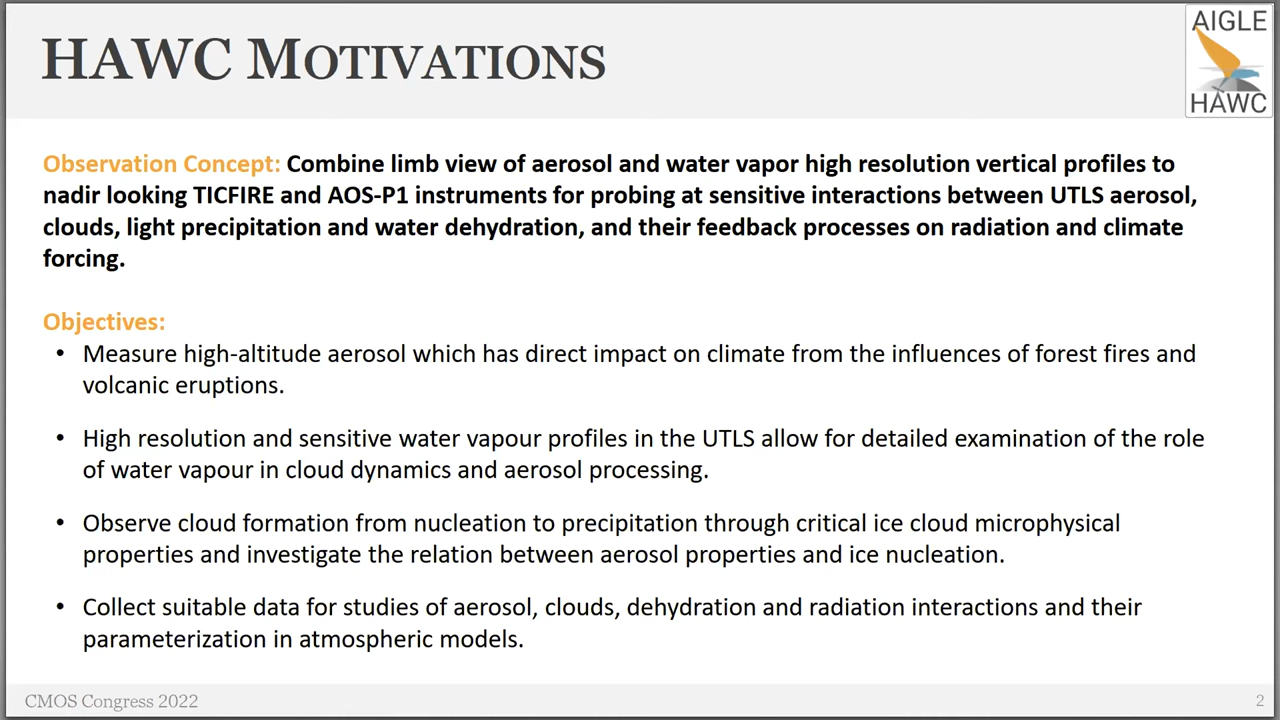 HAWC MOTIVATIONS
AIGLE
HAWC
Observation Concept: Combine limb view of aerosol and water vapor high resolution vertical profiles to
nadir looking TICFIRE and AOS-P1 instruments for probing at sensitive interactions between UTLS aerosol,
clouds, light precipitation and water dehydration, and their feedback processes on radiation and climate
forcing.
Objectives:
• Measure high-altitude aerosol which has direct impact on climate from the influences of forest fires and
volcanic eruptions.
• High resolution and sensitive water vapour profiles in the UTLS allow for detailed examination of the role
of water vapour in cloud dynamics and aerosol processing.
• Observe cloud formation from nucleation to precipitation through critical ice cloud microphysical
properties and investigate the relation between aerosol properties and ice nucleation.
• Collect suitable data for studies of aerosol, clouds, dehydration and radiation interactions and their
parameterization in atmospheric models.
CMOS Congress 2022
2